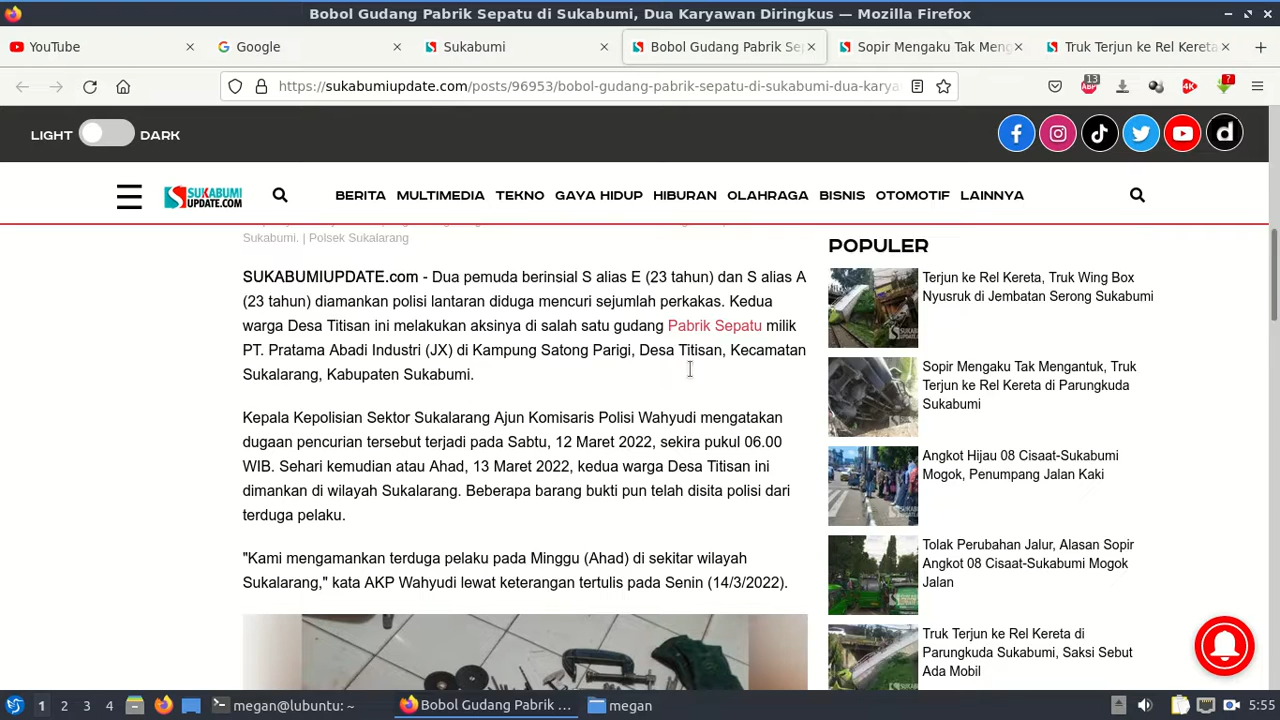 Bobol Gudang Pabrik Sepatu di Sukabumi, Dua Karyawan Diringkus — Mozilla Firefox
YouTube
Google
Sukabumi
Bobol Gudang Pabrik Se
Sopir Mengaku Tak Meng
Truk Terjun ke Rel Kereta
https://sukabumiupdate.com/posts/96953/bobol-gudang-pabrik-sepatu-di-sukabumi-dua-karya
13
ABP
4K
?
LIGHT
DARK
SUKABUMI
UPDATE.COM
BERITA MULTIMEDIA TEKNO GAYA HIDUP HIBURAN OLAHRAGA BISNIS OTOMOTIF LAINNYA
Sukabumi. | Polsek Sukalarang
SUKABUMIUPDATE.com - Dua pemuda berinsial S alias E (23 tahun) dan S alias A
(23 tahun) diamankan polisi lantaran diduga mencuri sejumlah perkakas. Kedua
warga Desa Titisan ini melakukan aksinya di salah satu gudang Pabrik Sepatu milik
PT. Pratama Abadi Industri (JX) di Kampung Satong Parigi, Desa Titisan, Kecamatan
Sukalarang, Kabupaten Sukabumi.
Kepala Kepolisian Sektor Sukalarang Ajun Komisaris Polisi Wahyudi mengatakan
dugaan pencurian tersebut terjadi pada Sabtu, 12 Maret 2022, sekira pukul 06.00
WIB. Sehari kemudian atau Ahad, 13 Maret 2022, kedua warga Desa Titisan ini
dimankan di wilayah Sukalarang. Beberapa barang bukti pun telah disita polisi dari
terduga pelaku.
"Kami mengamankan terduga pelaku pada Minggu (Ahad) di sekitar wilayah
Sukalarang," kata AKP Wahyudi lewat keterangan tertulis pada Senin (14/3/2022).
POPULER
Terjun ke Rel Kereta, Truk Wing Box
Nyusruk di Jembatan Serong Sukabumi
Sopir Mengaku Tak Mengantuk, Truk
Terjun ke Rel Kereta di Parungkuda
Sukabumi
Angkot Hijau 08 Cisaat-Sukabumi
Mogok, Penumpang Jalan Kaki
Tolak Perubahan Jalur, Alasan Sopir
Angkot 08 Cisaat-Sukabumi Mogok
Jalan
Truk Terjun ke Rel Kereta di
Parungkuda Sukabumi, Saksi Sebut
Ada Mobil
1 2 3 4
megan@lubuntu: ~
Bobol Gudang Pabrik ...
megan
5:55